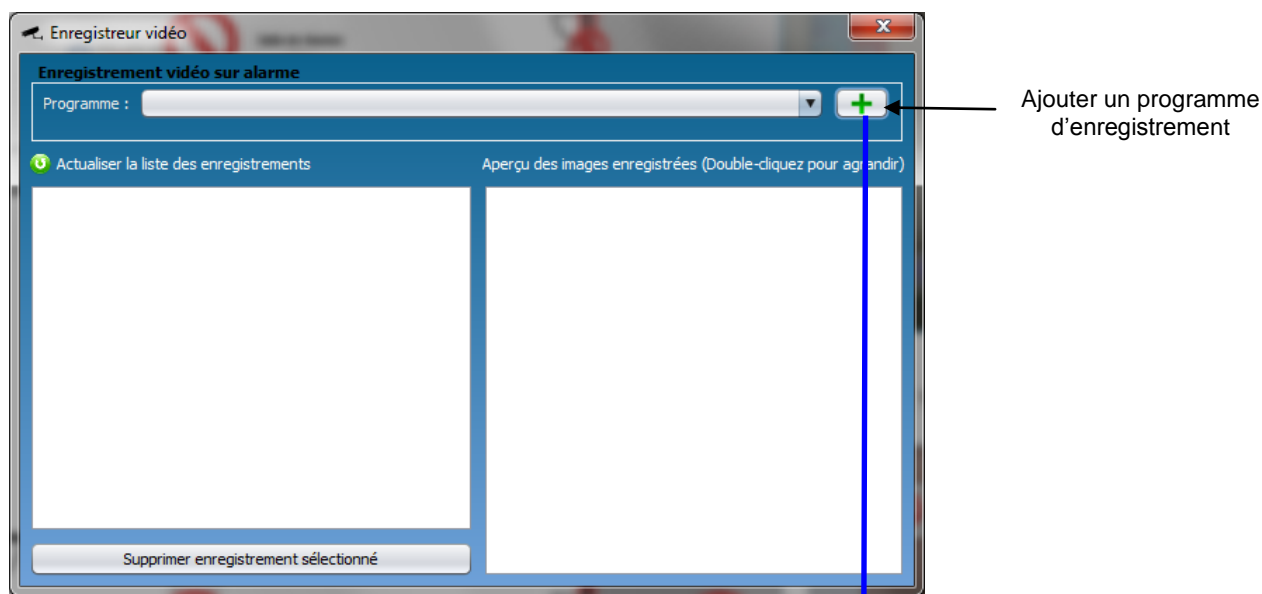 Enregistreur vidéo
Enregistrement vidéo sur alarme
Programme :
Ajouter un programme
d'enregistrement
Actualiser la liste des enregistrements
Aperçu des images enregistrées (Double-cliquez pour agrandir)
Supprimer enregistrement sélectionné